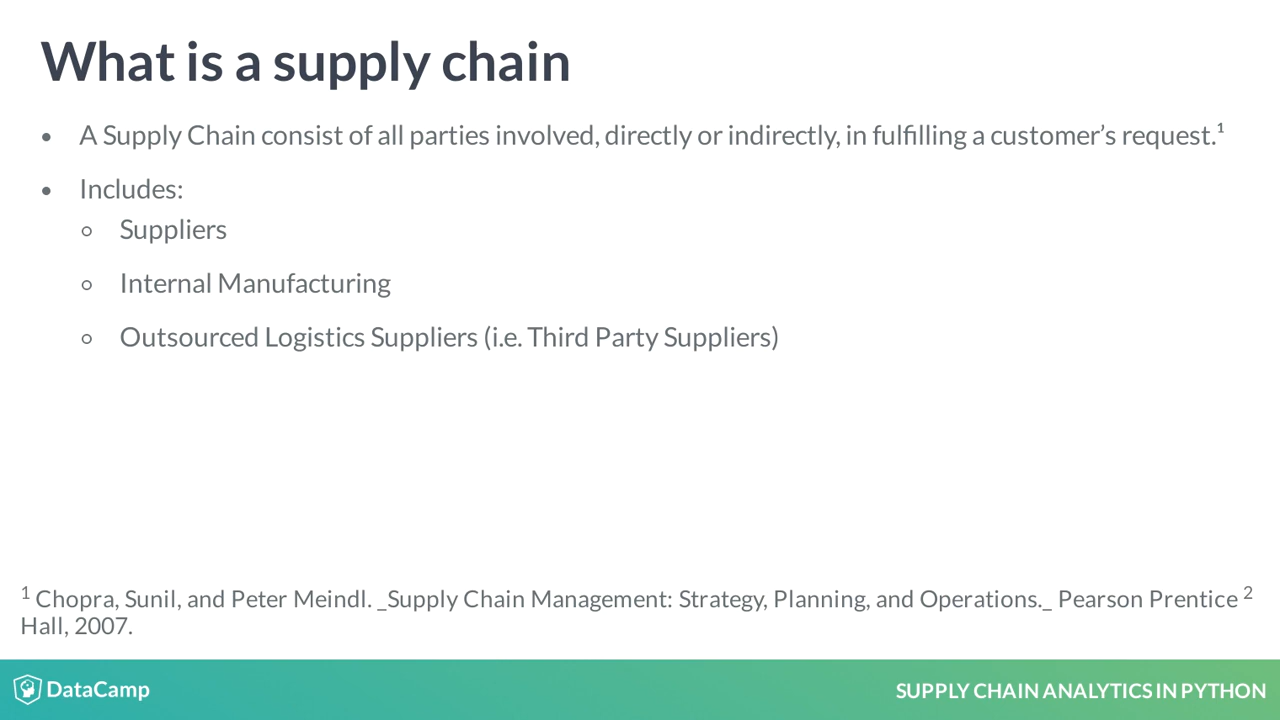 What is a supply chain
• A Supply Chain consist of all parties involved, directly or indirectly, in fulfilling a customer’s request.¹
• Includes:
○ Suppliers
○ Internal Manufacturing
○ Outsourced Logistics Suppliers (i.e. Third Party Suppliers)
¹ Chopra, Sunil, and Peter Meindl. _Supply Chain Management: Strategy, Planning, and Operations._ Pearson Prentice ²
Hall, 2007.
DataCamp
SUPPLY CHAIN ANALYTICS IN PYTHON